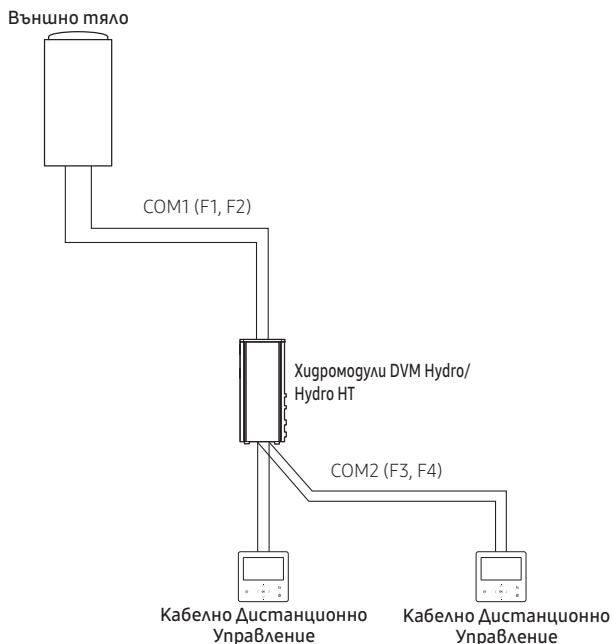 Външно тяло
COM1 (F1, F2)
Хидромодули DVM Hydro/
Hydro HT
COM2 (F3, F4)
Кабелно Дистанционно
Управление
Кабелно Дистанционно
Управление